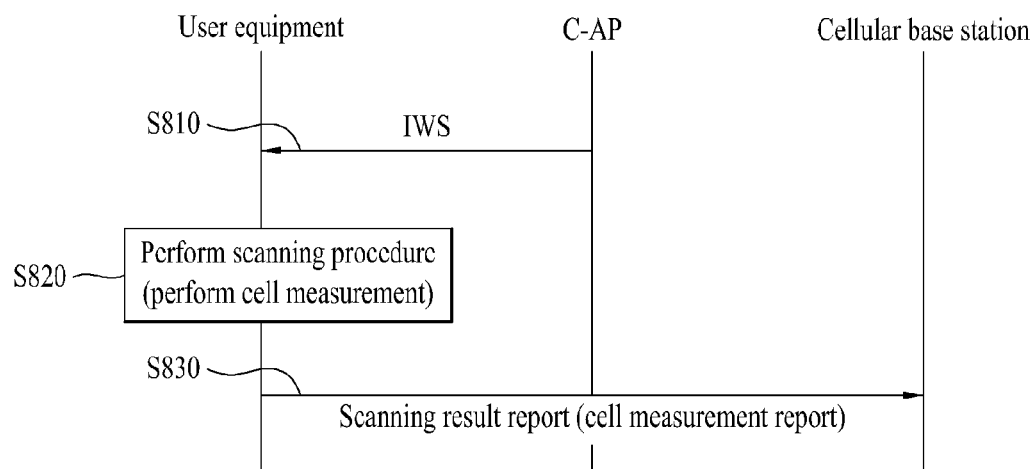 User equipment
C-AP
Cellular base station
S810
IWS
S820
Perform scanning procedure
(perform cell measurement)
S830
Scanning result report (cell measurement report)